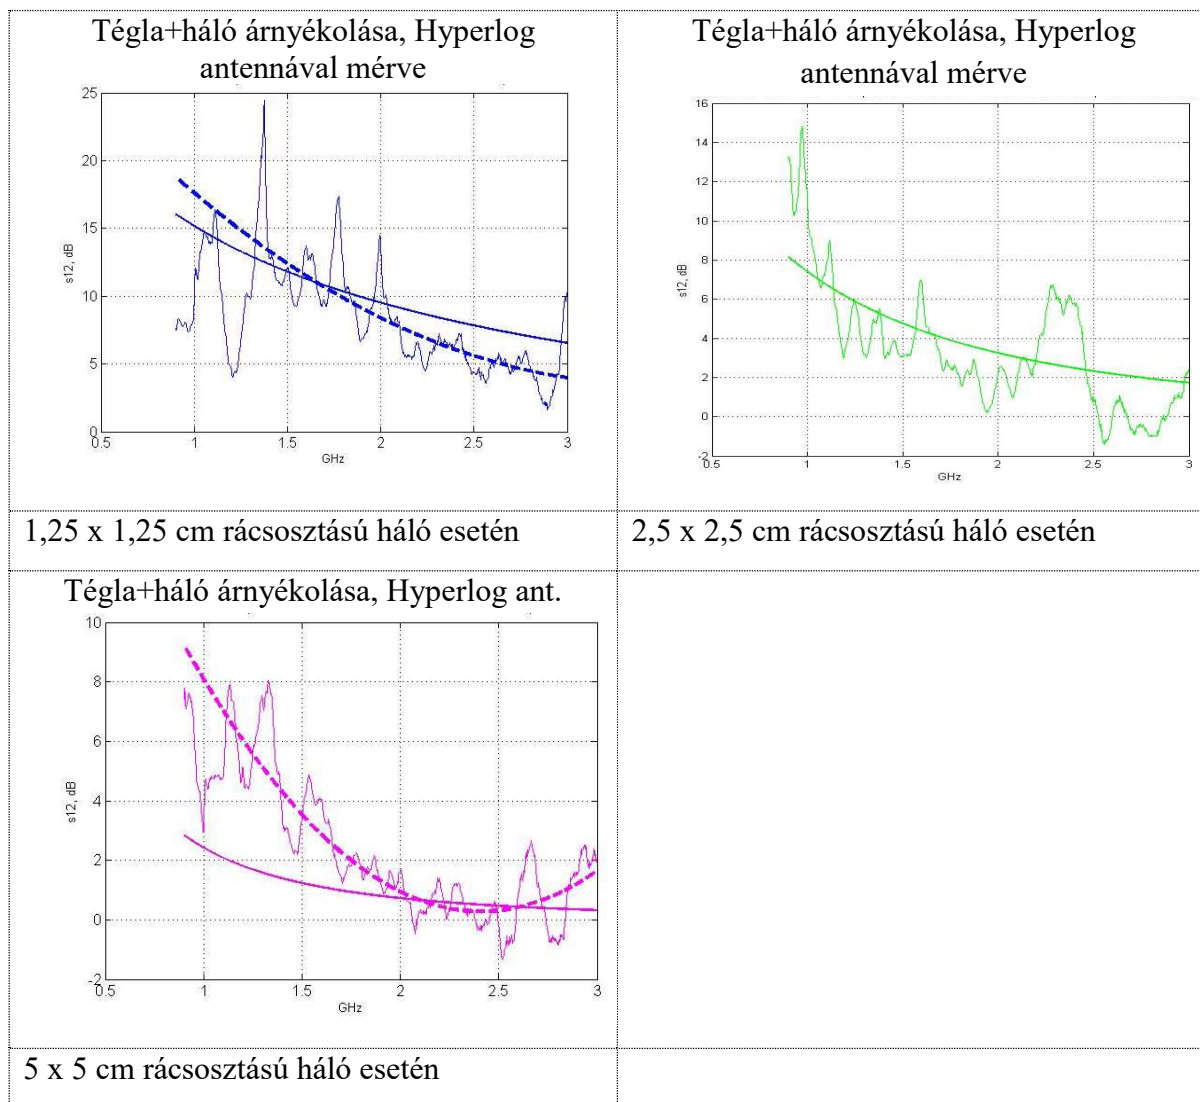 Tégla+háló árnyékolása, Hyperlog
antennával mérve
25
20
15
10
5
0
s12, dB
0.5 1 1.5 2 2.5 3
GHz
1,25 x 1,25 cm rácsosztású háló esetén
Tégla+háló árnyékolása, Hyperlog
antennával mérve
16
14
12
10
8
6
4
2
0
-2
s12, dB
0.5 1 1.5 2 2.5 3
GHz
2,5 x 2,5 cm rácsosztású háló esetén
Tégla+háló árnyékolása, Hyperlog ant.
10
8
6
4
2
0
-2
s12, dB
0.5 1 1.5 2 2.5 3
GHz
5 x 5 cm rácsosztású háló esetén